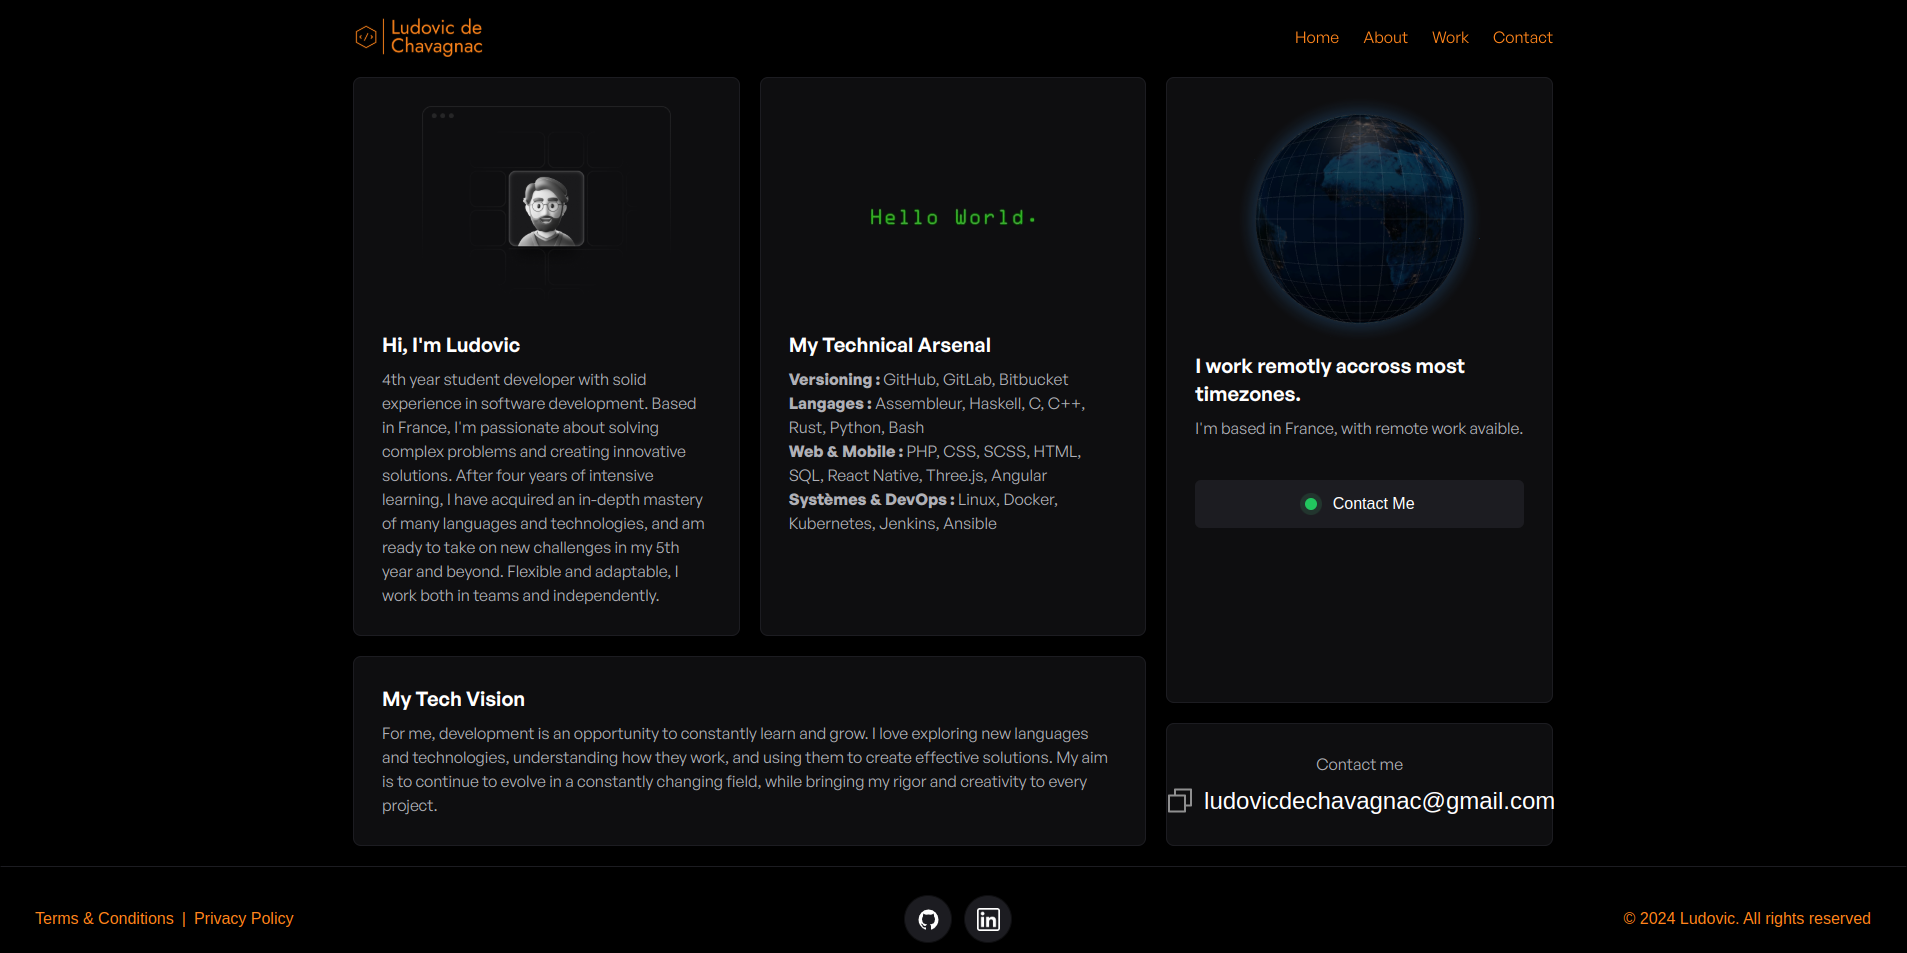 Ludovic de
Chavagnac
Home About Work Contact
Hi, I'm Ludovic
4th year student developer with solid
experience in software development. Based
in France, I'm passionate about solving
complex problems and creating innovative
solutions. After four years of intensive
learning, I have acquired an in-depth mastery
of many languages and technologies, and am
ready to take on new challenges in my 5th
year and beyond. Flexible and adaptable, I
work both in teams and independently.
Hello World.
My Technical Arsenal
Versioning : GitHub, GitLab, Bitbucket
Langages : Assembleur, Haskell, C, C++,
Rust, Python, Bash
Web & Mobile : PHP, CSS, SCSS, HTML,
SQL, React Native, Three.js, Angular
Systèmes & DevOps : Linux, Docker,
Kubernetes, Jenkins, Ansible
I work remotly accross most
timezones.
I'm based in France, with remote work avaible.
Contact Me
My Tech Vision
For me, development is an opportunity to constantly learn and grow. I love exploring new languages
and technologies, understanding how they work, and using them to create effective solutions. My aim
is to continue to evolve in a constantly changing field, while bringing my rigor and creativity to every
project.
Contact me
ludovicdechavagnac@gmail.com
Terms & Conditions | Privacy Policy
in
© 2024 Ludovic. All rights reserved